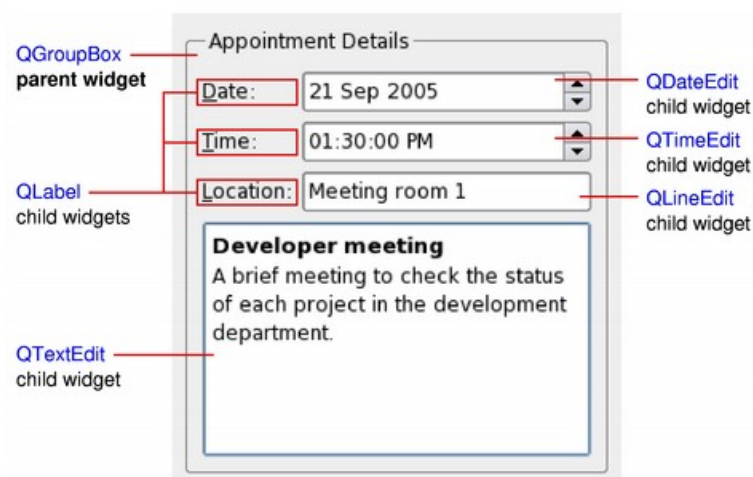 Appointment Details
QGroupBox
parent widget
Date:
21 Sep 2005
QDateEdit
child widget
Time:
01:30:00 PM
QTimeEdit
child widget
QLabel
child widgets
Location:
Meeting room 1
QLineEdit
child widget
Developer meeting
A brief meeting to check the status
of each project in the development
department.
QTextEdit
child widget